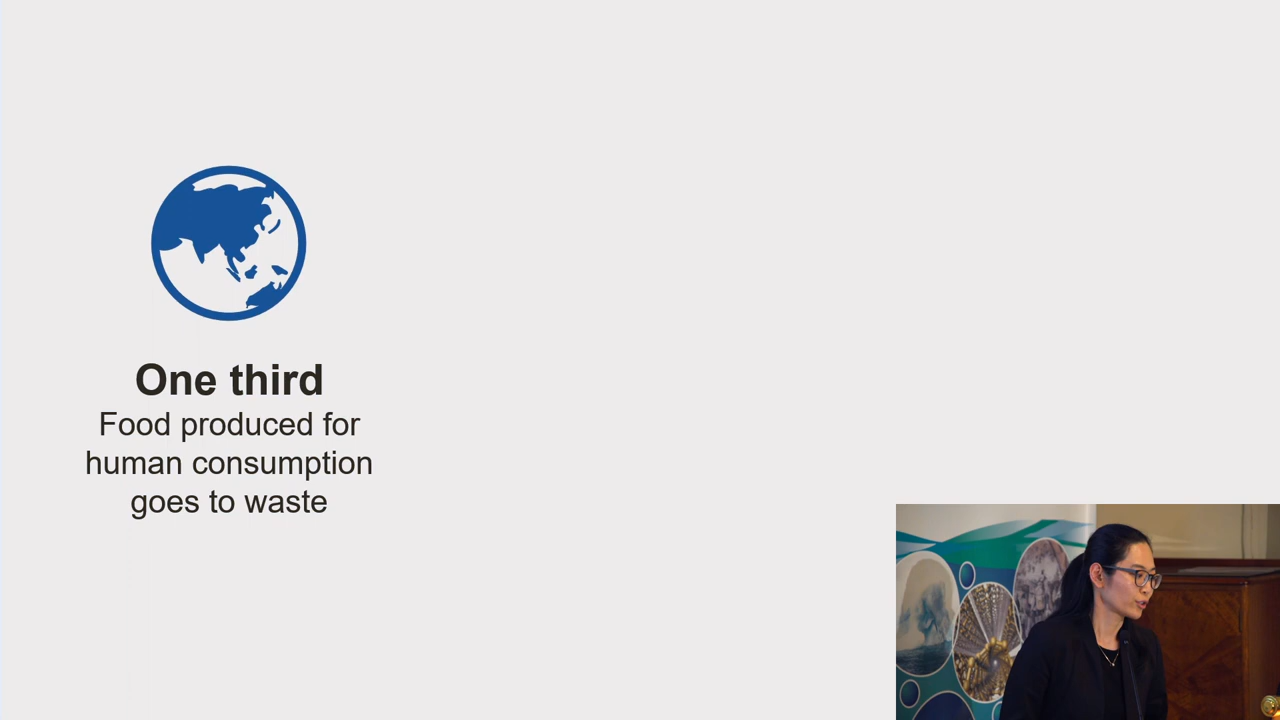 One third
Food produced for
human consumption
goes to waste